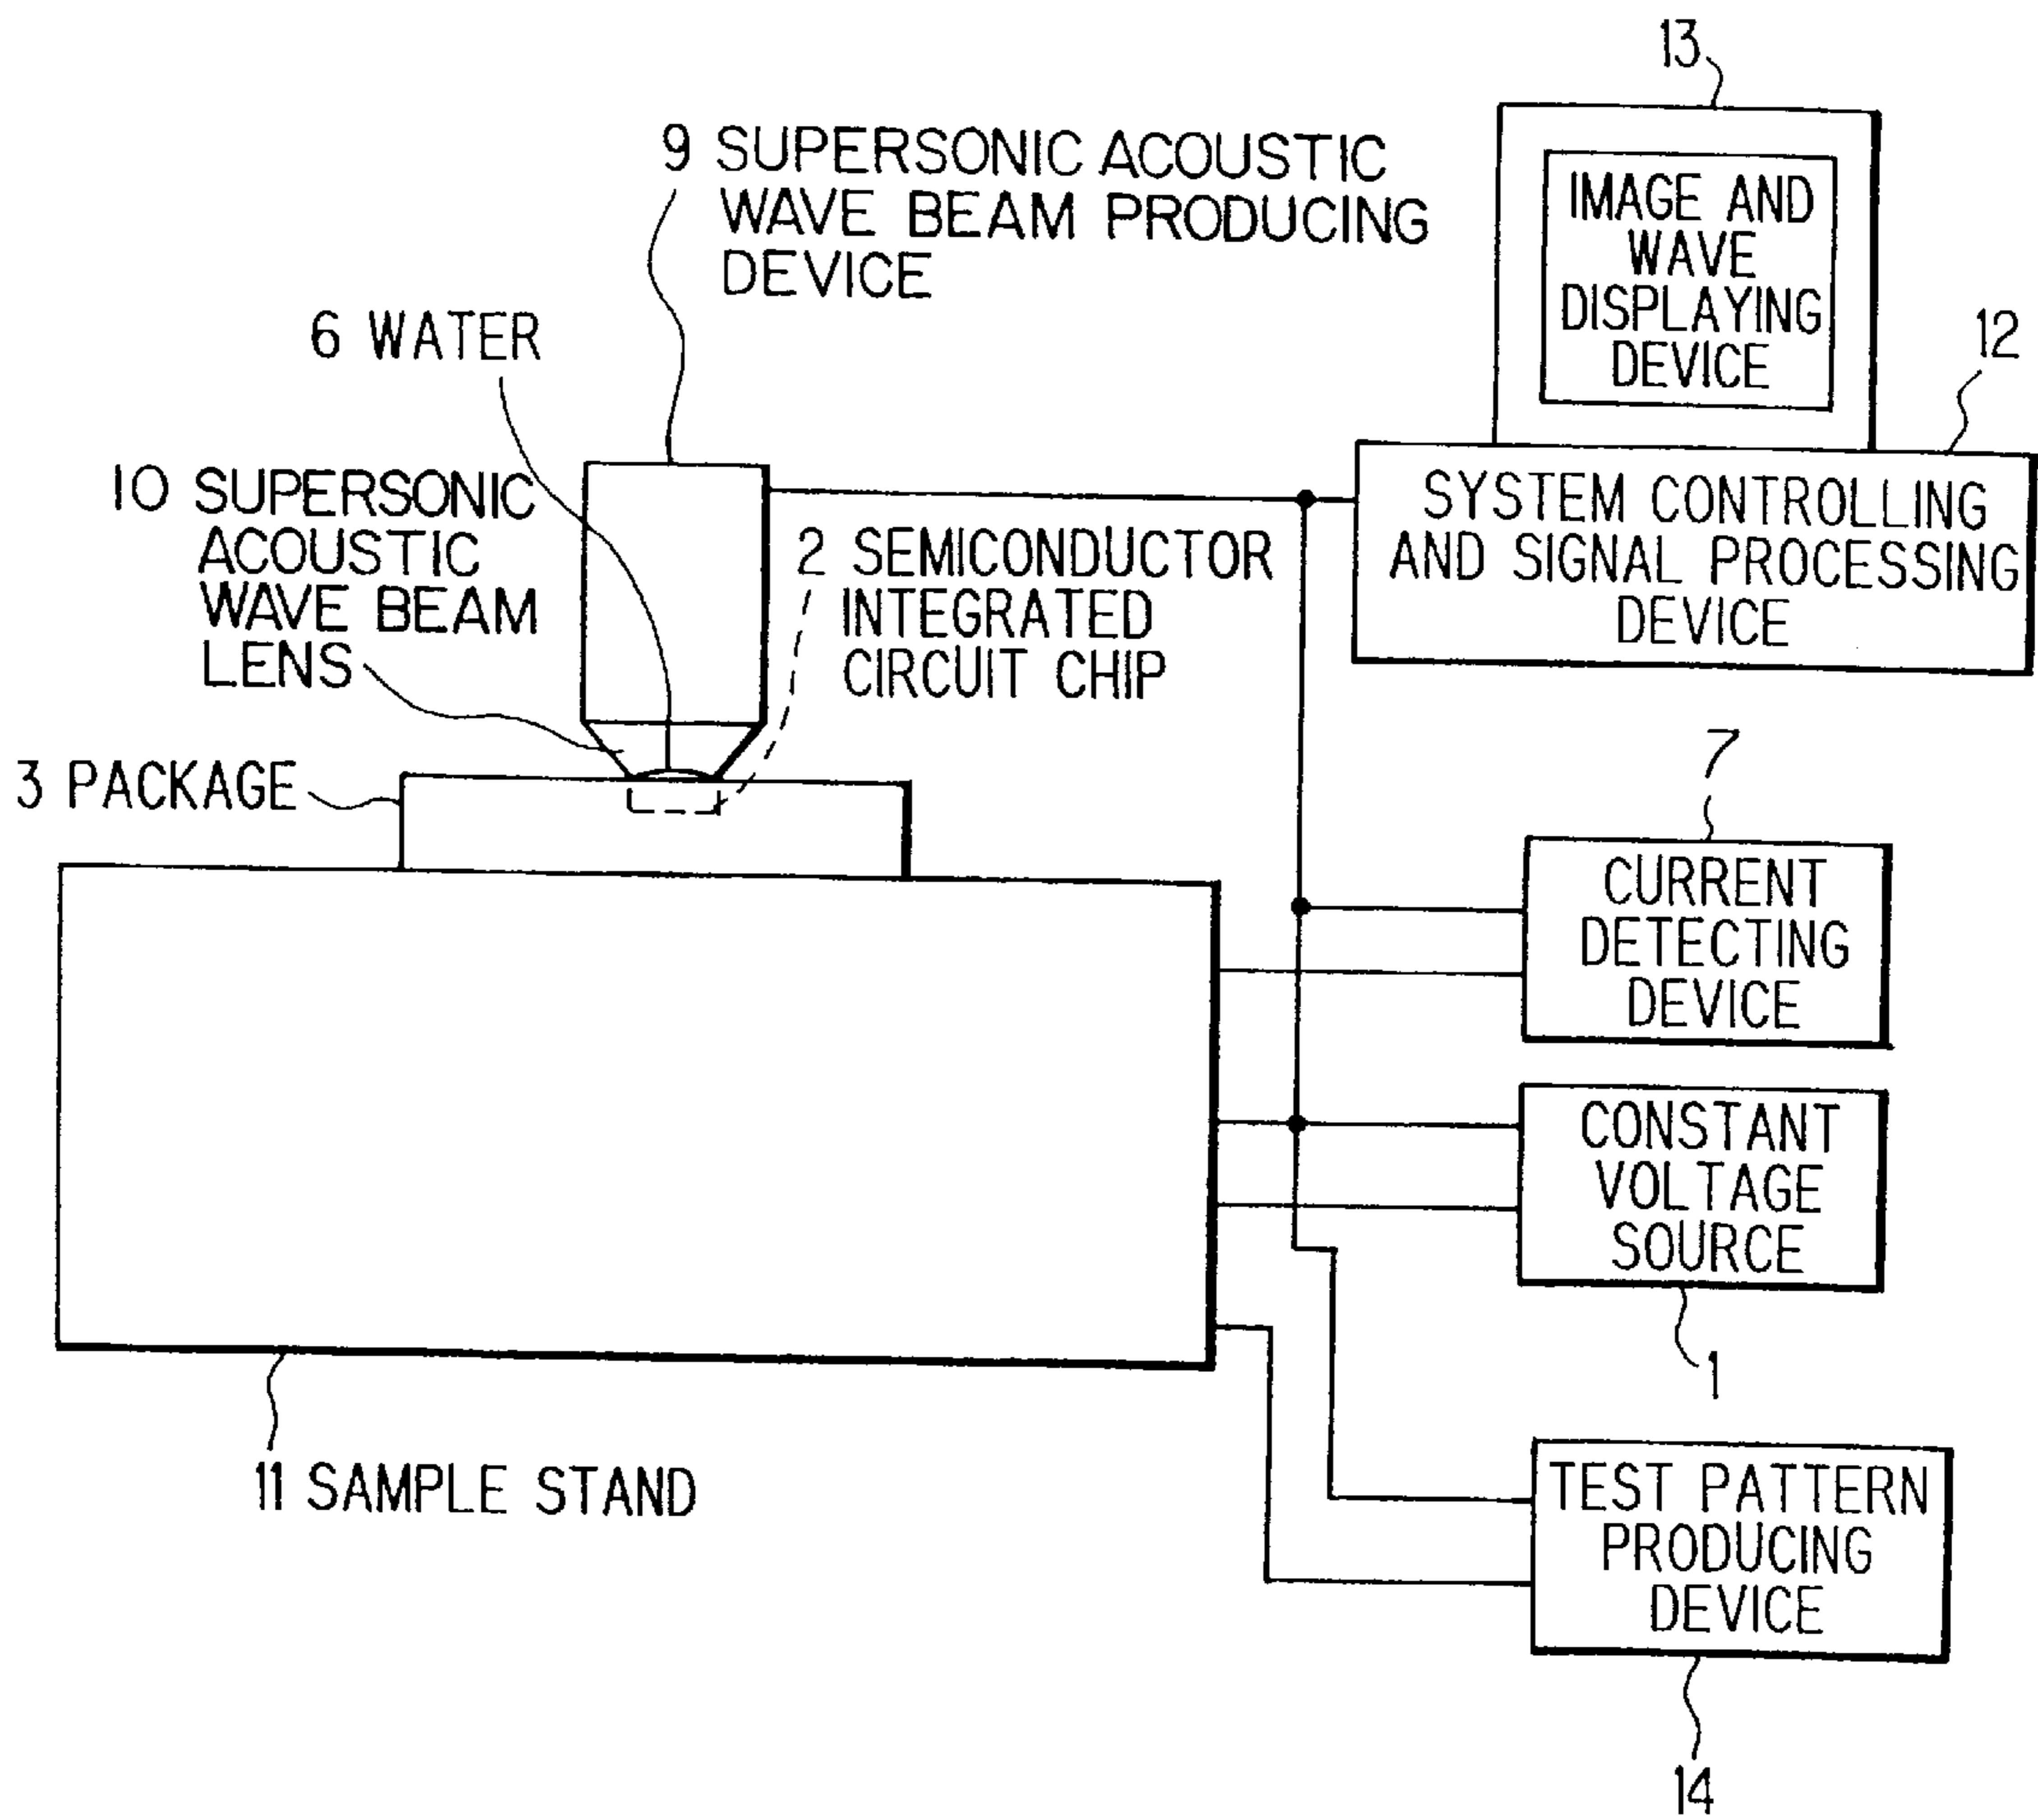 13
9 SUPERSONIC ACOUSTIC
WAVE BEAM PRODUCING
DEVICE
IMAGE AND
WAVE
DISPLAYING
DEVICE
6 WATER
12
10 SUPERSONIC
ACOUSTIC
WAVE BEAM
LENS
2 SEMICONDUCTOR
INTEGRATED
CIRCUIT CHIP
SYSTEM CONTROLLING
AND SIGNAL PROCESSING
DEVICE
3 PACKAGE
7
CURRENT
DETECTING
DEVICE
CONSTANT
VOLTAGE
SOURCE
1
11 SAMPLE STAND
TEST PATTERN
PRODUCING
DEVICE
14